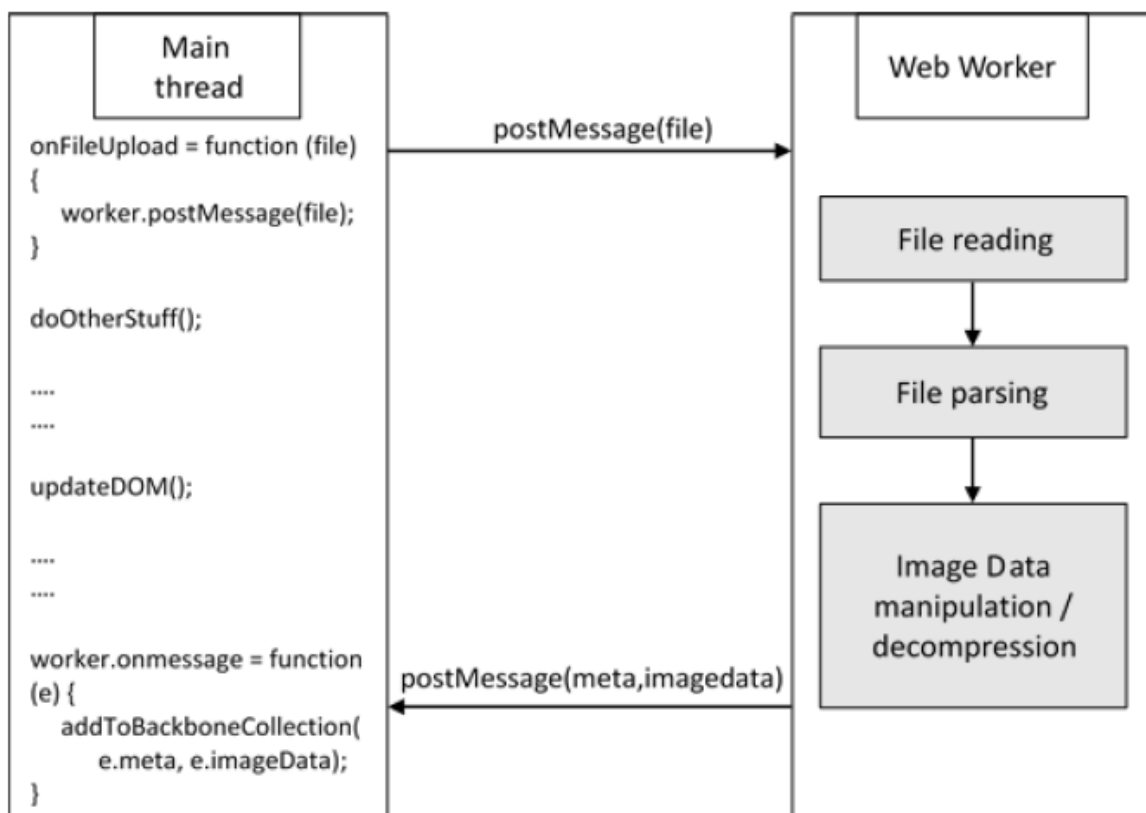 Main
thread
onFileUpload = function (file)
{
worker.postMessage(file);
}
doOtherStuff();
....
....
updateDOM();
....
....
worker.onmessage = function
(e) {
addToBackboneCollection(
e.meta, e.imageData);
}
postMessage(file)
postMessage(meta,imagedata)
Web Worker
File reading
File parsing
Image Data
manipulation /
decompression